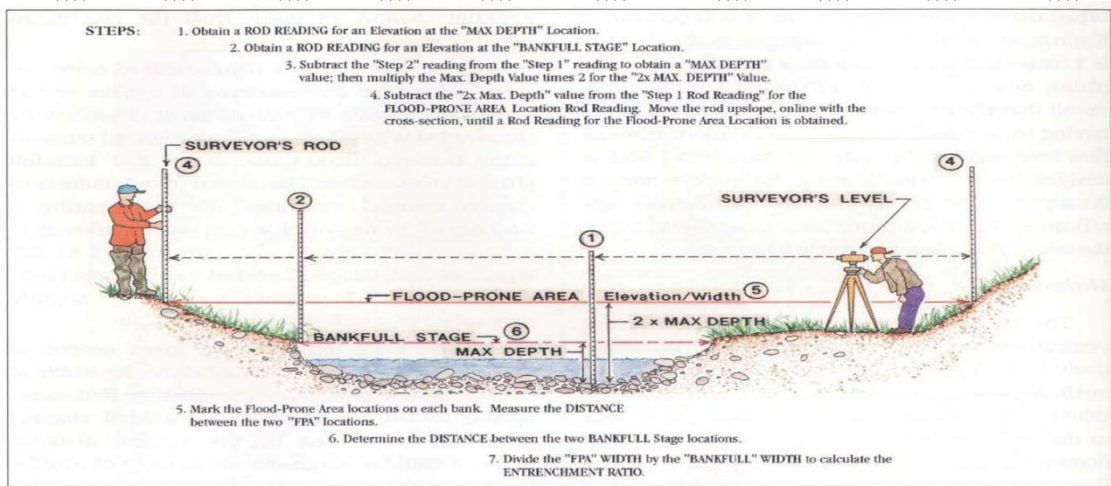 STEPS: 1. Obtain a ROD READING for an Elevation at the "MAX DEPTH" Location.
2. Obtain a ROD READING for an Elevation at the "BANKFULL STAGE" Location.
3. Subtract the "Step 2" reading from the "Step 1" reading to obtain a "MAX DEPTH"
value; then multiply the Max. Depth Value times 2 for the "2x MAX. DEPTH" Value.
4. Subtract the "2x Max. Depth" value from the "Step 1 Rod Reading" for the
FLOOD-PRONE AREA Location Rod Reading. Move the rod upslope, online with the
cross-section, until a Rod Reading for the Flood-Prone Area Location is obtained.
SURVEYOR'S ROD
4
4
2
SURVEYOR'S LEVEL
1
FLOOD-PRONE AREA Elevation/Width 5
2 x MAX DEPTH
6
BANKFULL STAGE
MAX DEPTH
5. Mark the Flood-Prone Area locations on each bank. Measure the DISTANCE
between the two "FPA" locations.
6. Determine the DISTANCE between the two BANKFULL Stage locations.
7. Divide the "FPA" WIDTH by the "BANKFULL" WIDTH to calculate the
ENTRENCHMENT RATIO.